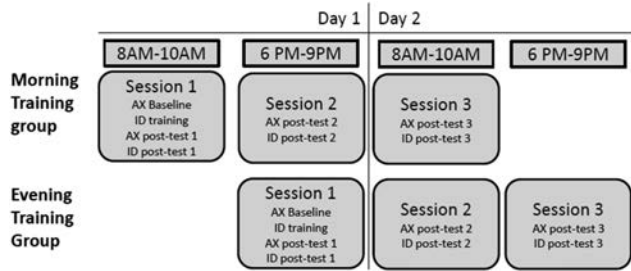 Day 1 Day 2
8AM-10AM 6 PM-9PM 8AM-10AM 6 PM-9PM
Morning
Training
group
Session 1
AX Baseline
ID training
AX post-test 1
ID post-test 1
Session 2
AX post-test 2
ID post-test 2
Session 3
AX post-test 3
ID post-test 3
Evening
Training
Group
Session 1
AX Baseline
ID training
AX post-test 1
ID post-test 1
Session 2
AX post-test 2
ID post-test 2
Session 3
AX post-test 3
ID post-test 3